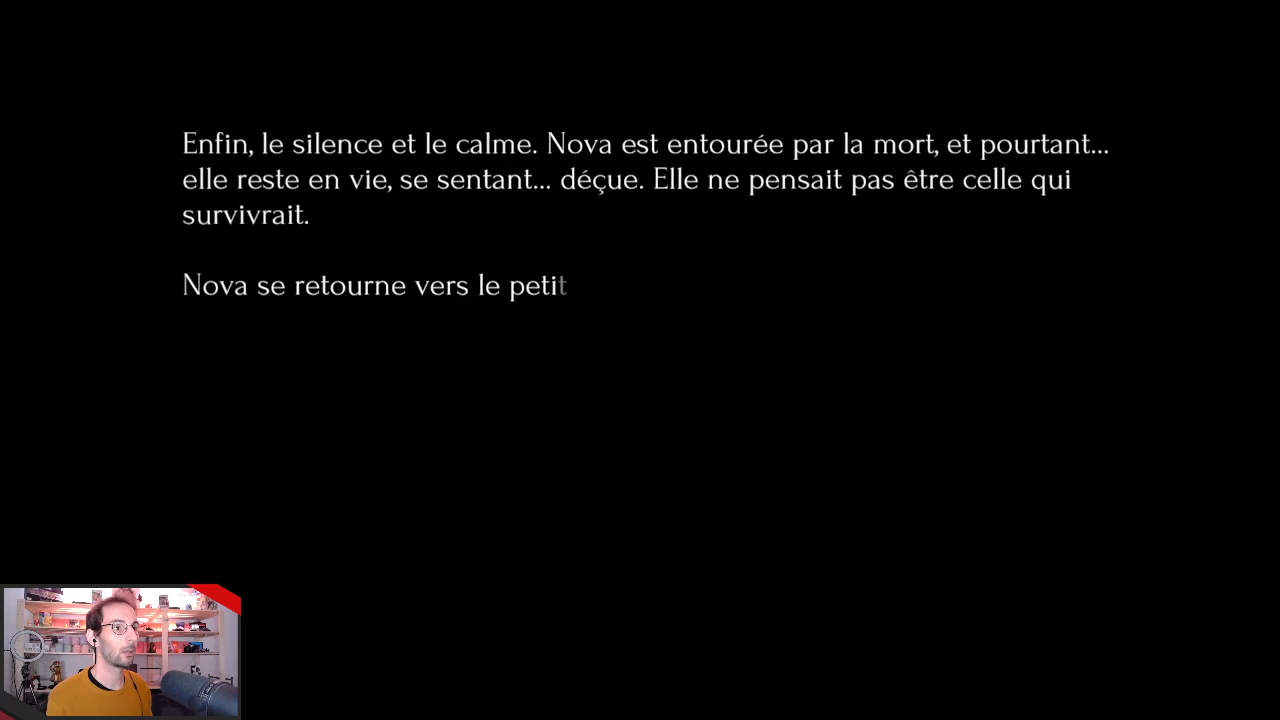 Enfin, le silence et le calme. Nova est entourée par la mort, et pourtant...
elle reste en vie, se sentant... déçue. Elle ne pensait pas être celle qui
survivrait.
Nova se retourne vers le petit